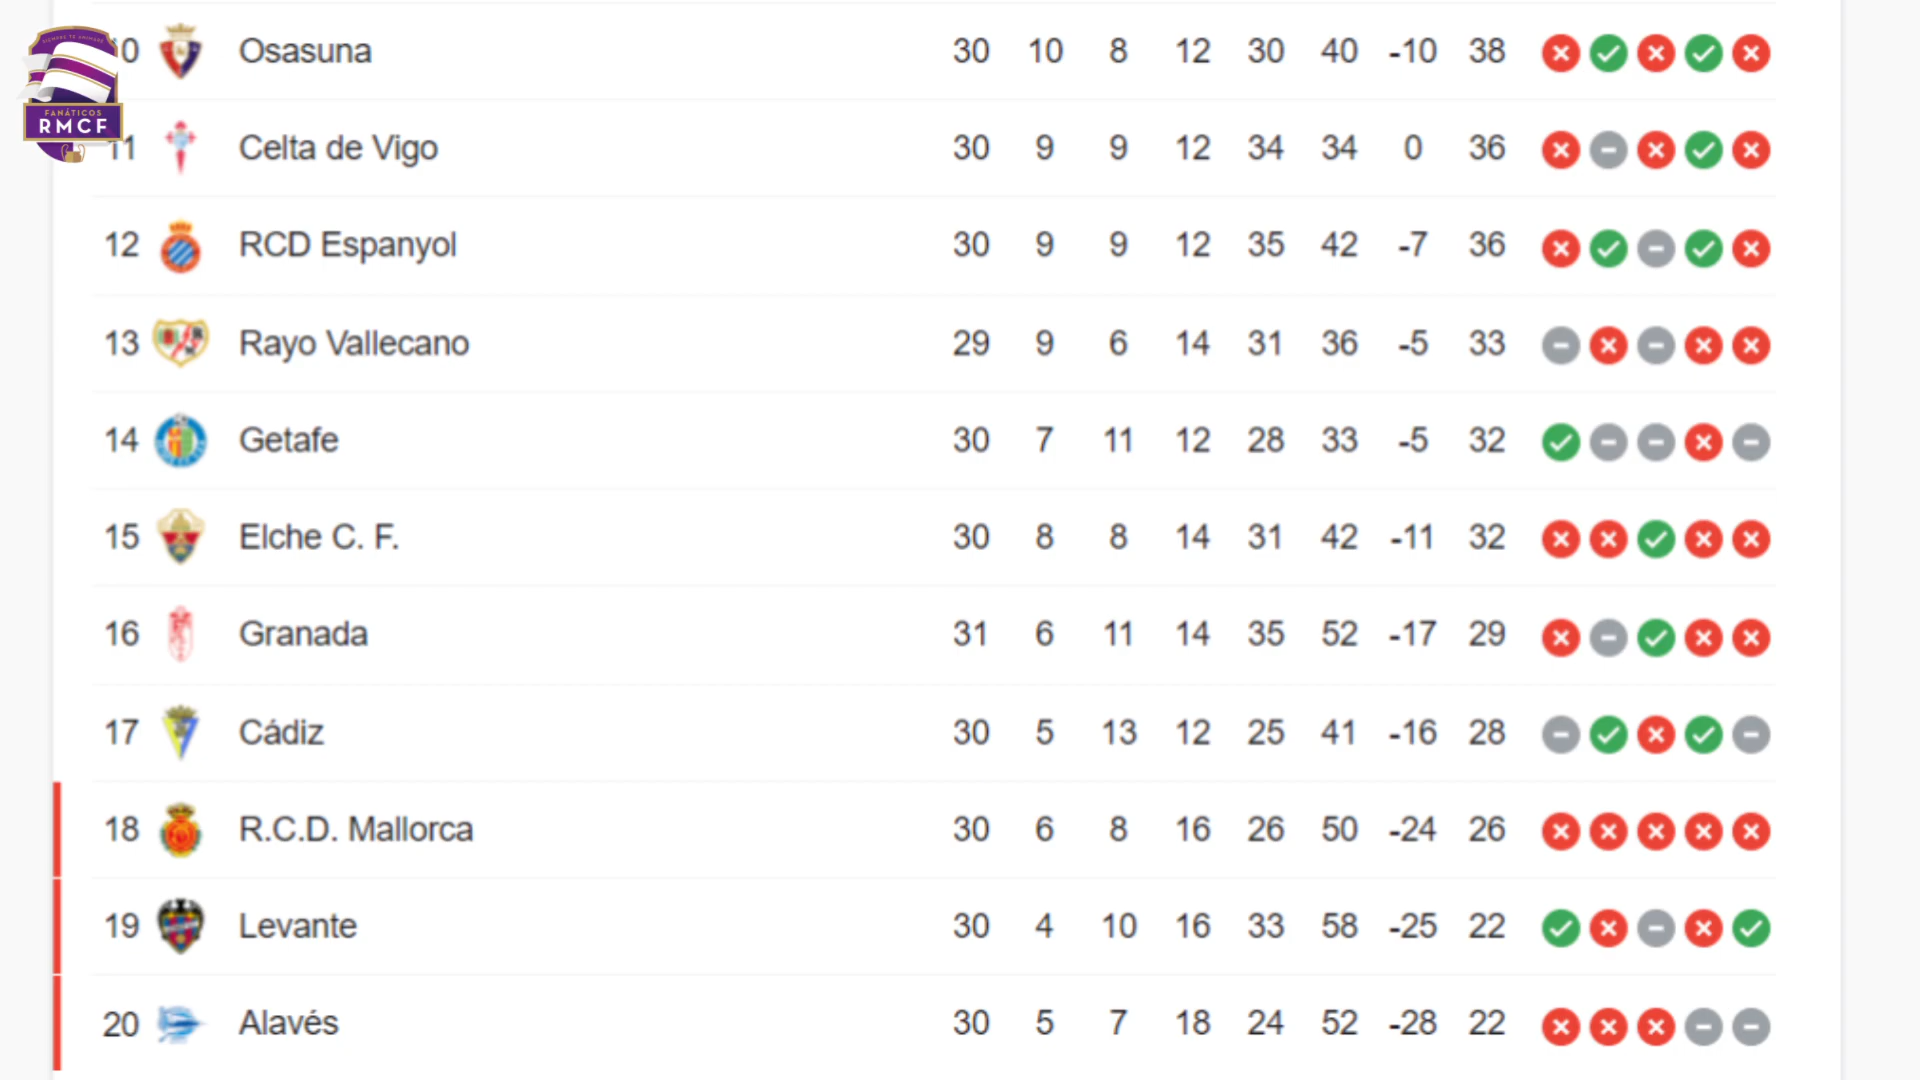 SIEMPRE TE ANIMARÉ
FANÁTICOS
RMCF
0 Osasuna 30 10 8 12 30 40 -10 38
11 Celta de Vigo 30 9 9 12 34 34 0 36
12 RCD Espanyol 30 9 9 12 35 42 -7 36
13 Rayo Vallecano 29 9 6 14 31 36 -5 33
14 Getafe 30 7 11 12 28 33 -5 32
15 Elche C. F. 30 8 8 14 31 42 -11 32
16 Granada 31 6 11 14 35 52 -17 29
17 Cádiz 30 5 13 12 25 41 -16 28
18 R.C.D. Mallorca 30 6 8 16 26 50 -24 26
19 Levante 30 4 10 16 33 58 -25 22
20 Alavés 30 5 7 18 24 52 -28 22